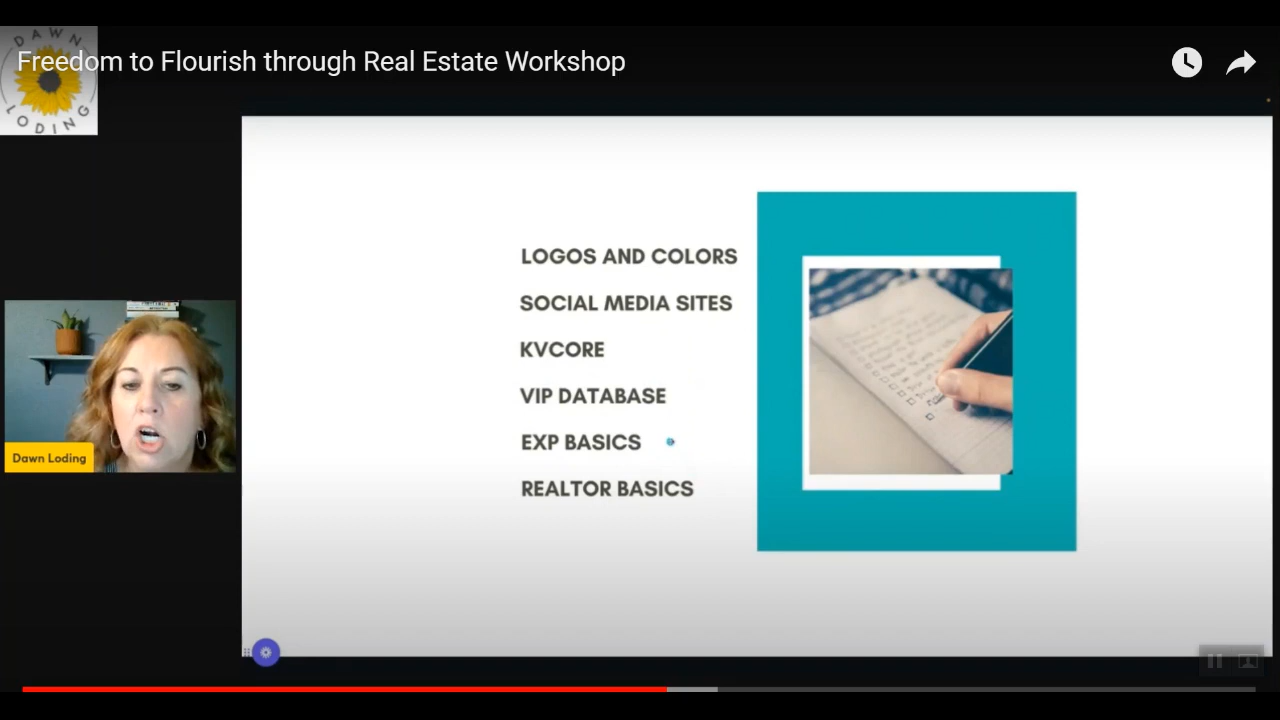 DAWN
LODING
Freedom to Flourish through Real Estate Workshop
LOGOS AND COLORS
SOCIAL MEDIA SITES
KVCORE
VIP DATABASE
EXP BASICS
REALTOR BASICS
Dawn Loding